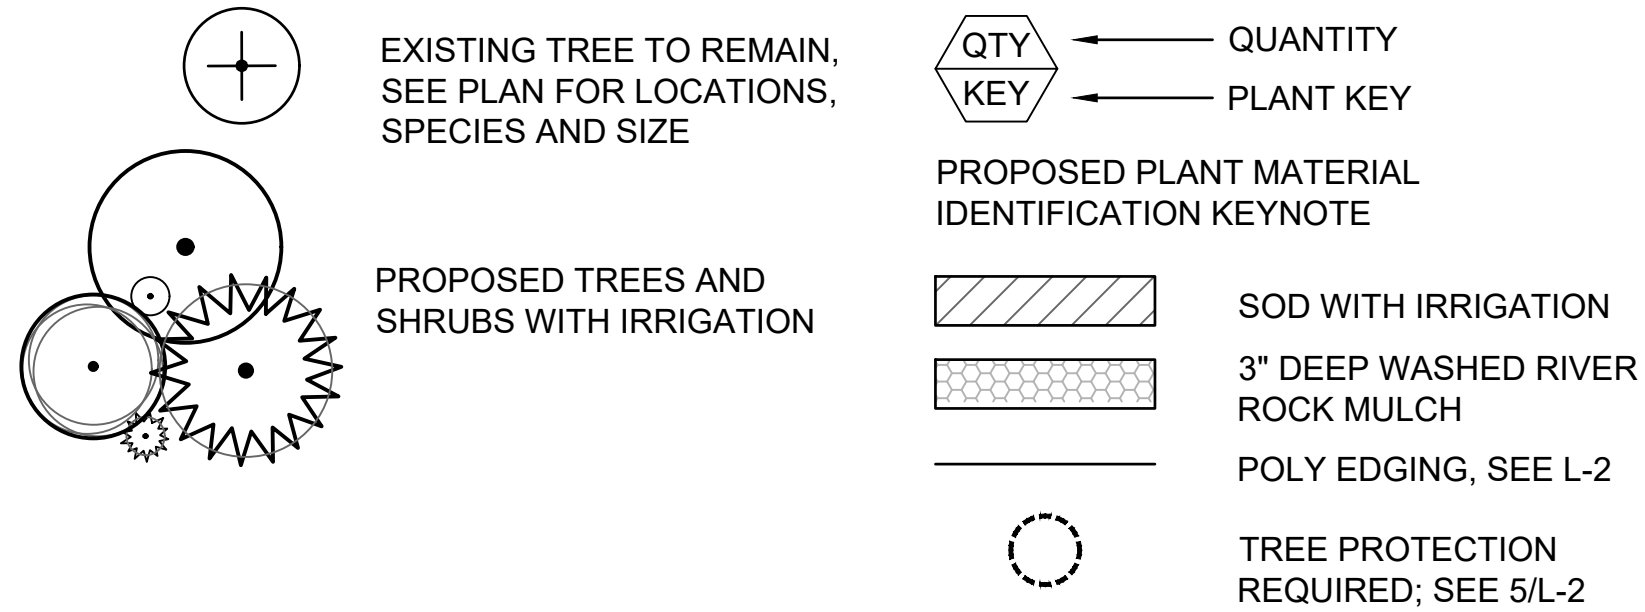 EXISTING TREE TO REMAIN,
SEE PLAN FOR LOCATIONS,
SPECIES AND SIZE
PROPOSED TREES AND
SHRUBS WITH IRRIGATION
QTY
KEY
QUANTITY
PLANT KEY
PROPOSED PLANT MATERIAL
IDENTIFICATION KEYNOTE
SOD WITH IRRIGATION
3" DEEP WASHED RIVER
ROCK MULCH
POLY EDGING, SEE L-2
TREE PROTECTION
REQUIRED; SEE 5/L-2